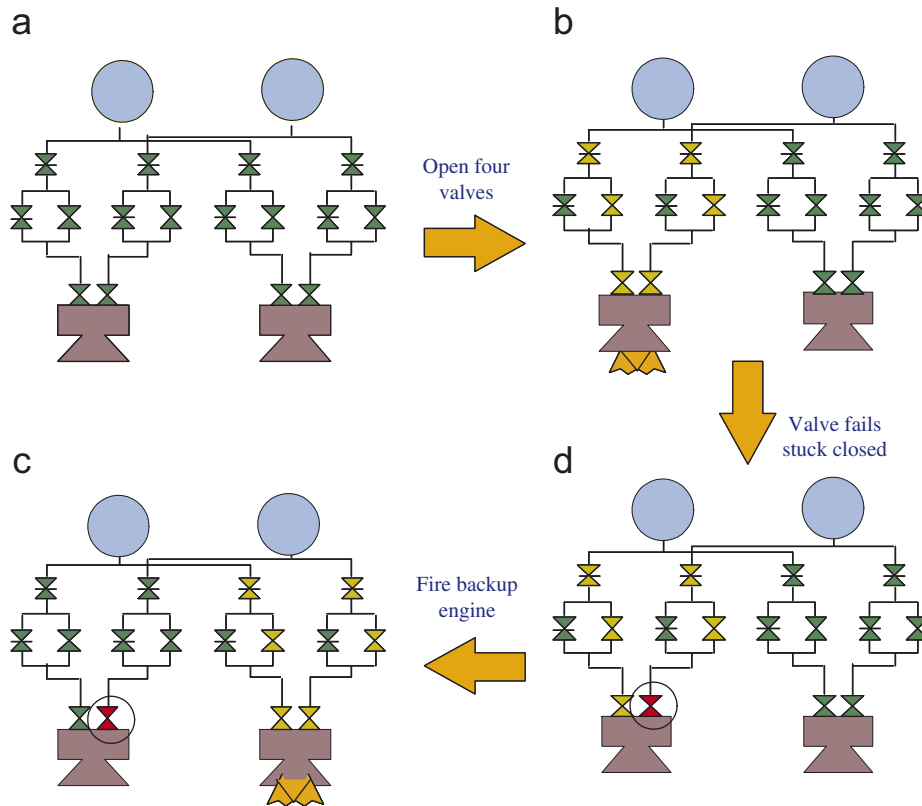 a
b
Open four
valves
Valve fails
stuck closed
c
d
Fire backup
engine